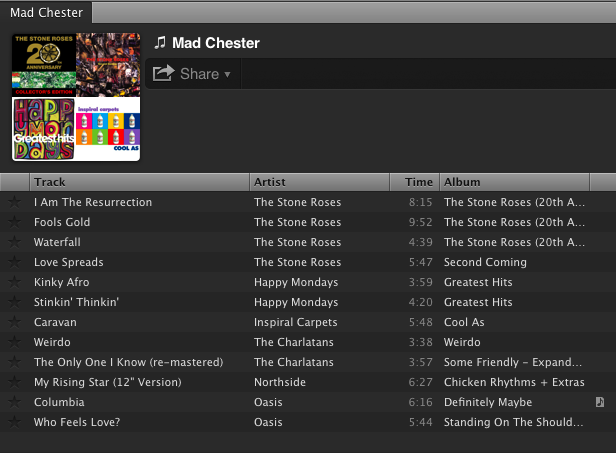 Mad Chester
THE STONE ROSES
20TH
ANNIVERSARY
COLLECTOR'S EDITION
HAPPY MONDAYS
Greatest hits
inspiral carpets
COOL AS
Mad Chester
Share
Track Artist Time Album
I Am The Resurrection The Stone Roses 8:15 The Stone Roses (20th A...
Fools Gold The Stone Roses 9:52 The Stone Roses (20th A...
Waterfall The Stone Roses 4:39 The Stone Roses (20th A...
Love Spreads The Stone Roses 5:47 Second Coming
Kinky Afro Happy Mondays 3:59 Greatest Hits
Stinkin' Thinkin' Happy Mondays 4:20 Greatest Hits
Caravan Inspiral Carpets 5:48 Cool As
Weirdo The Charlatans 3:38 Weirdo
The Only One I Know (re-mastered) The Charlatans 3:57 Some Friendly – Expand...
My Rising Star (12" Version) Northside 6:27 Chicken Rhythms + Extras
Columbia Oasis 6:16 Definitely Maybe
Who Feels Love? Oasis 5:44 Standing On The Should...